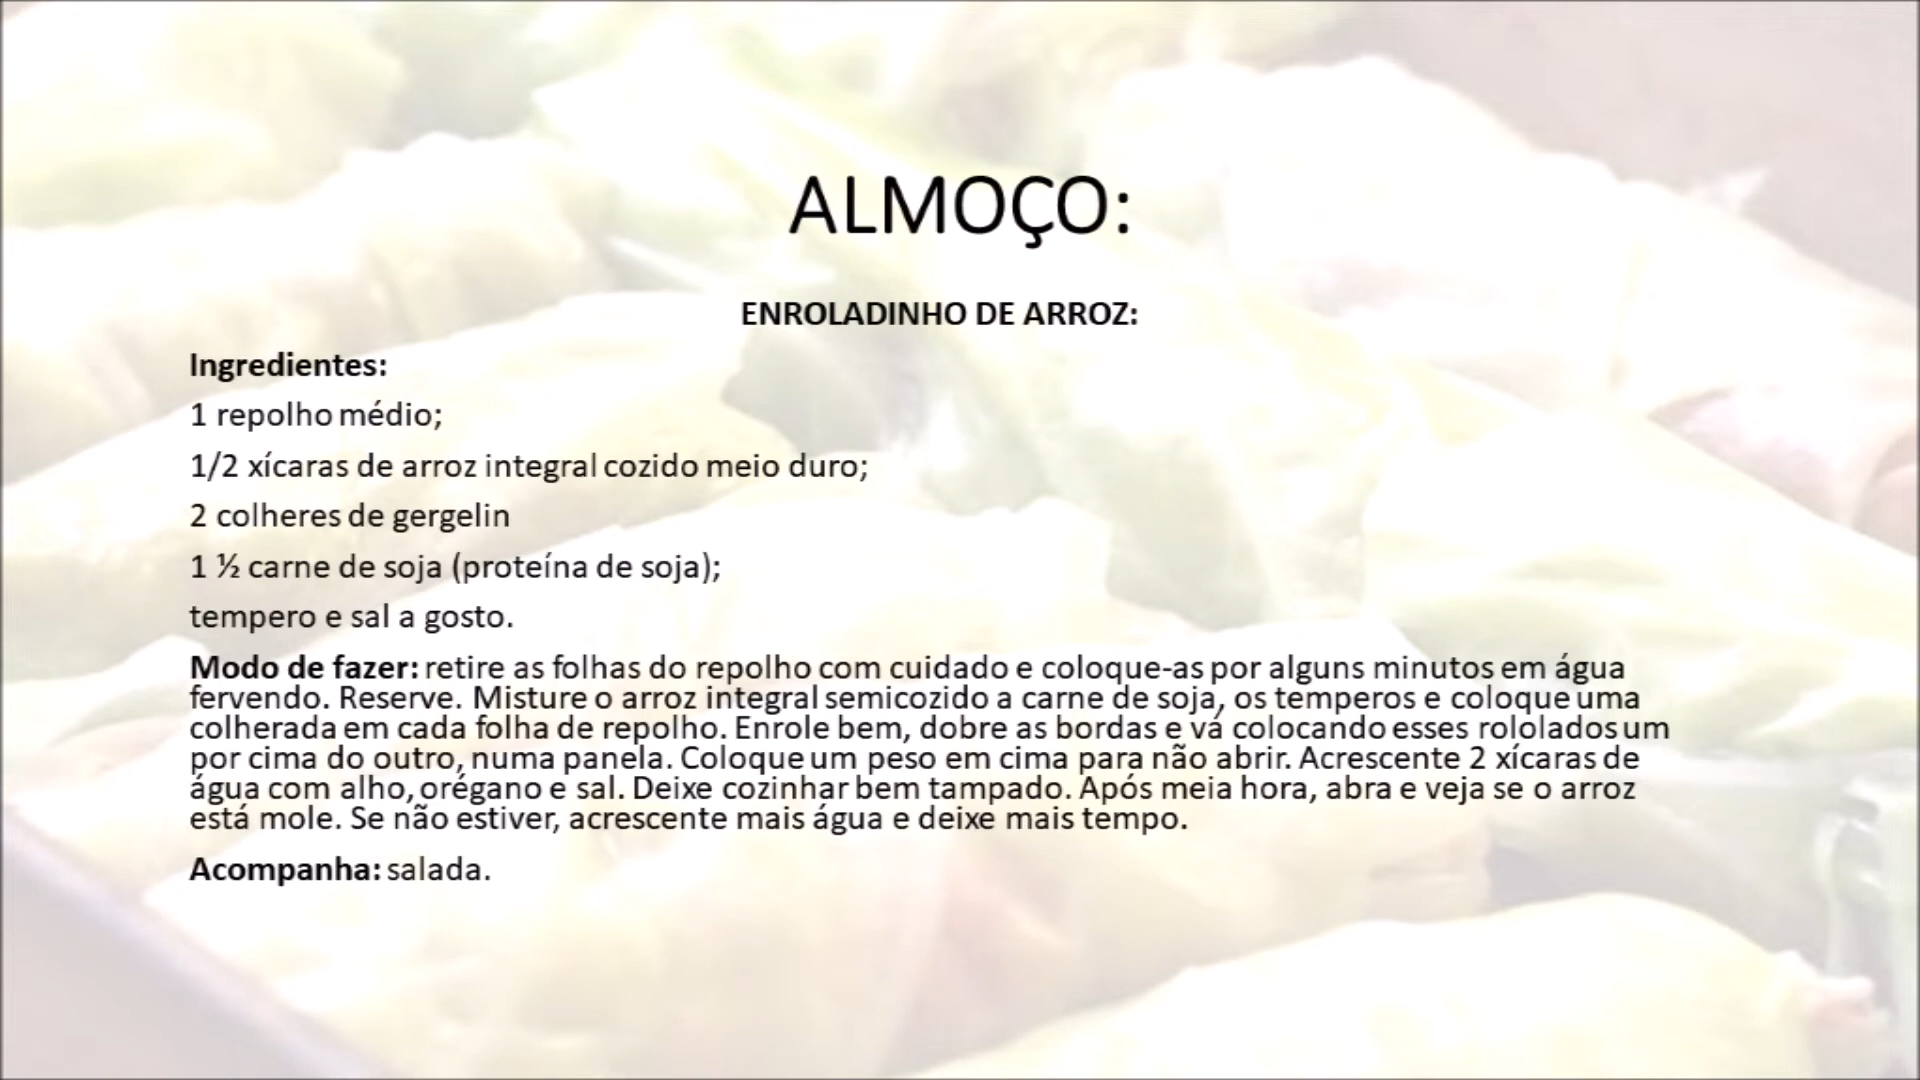 ALMOÇO:
ENROLADINHO DE ARROZ:
Ingredientes:
1 repolho médio;
1/2 xícaras de arroz integral cozido meio duro;
2 colheres de gergelin
1 ½ carne de soja (proteína de soja);
tempero e sal a gosto.
Modo de fazer: retire as folhas do repolho com cuidado e coloque-as por alguns minutos em água
fervendo. Reserve. Misture o arroz integral semicozido a carne de soja, os temperos e coloque uma
colherada em cada folha de repolho. Enrole bem, dobre as bordas e vá colocando esses rololados um
por cima do outro, numa panela. Coloque um peso em cima para não abrir. Acrescente 2 xícaras de
água com alho, orégano e sal. Deixe cozinhar bem tampado. Após meia hora, abra e veja se o arroz
está mole. Se não estiver, acrescente mais água e deixe mais tempo.
Acompanha: salada.